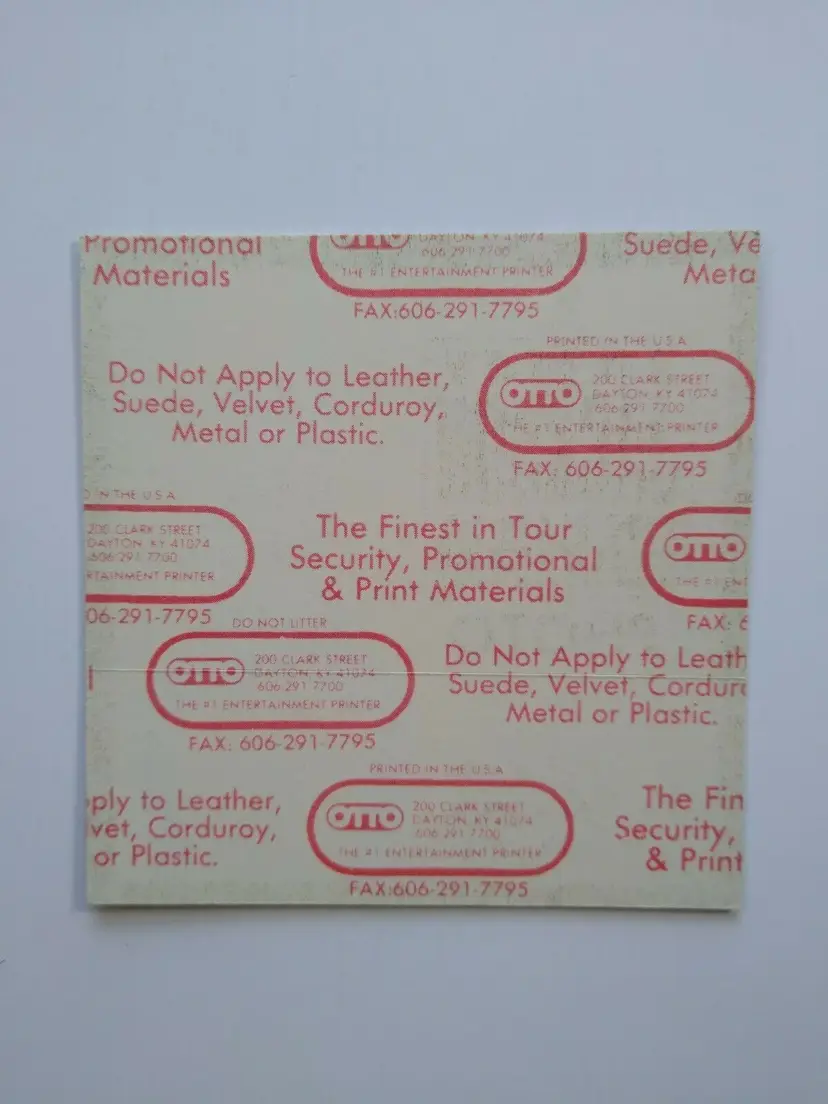 Promotional
Materials
OTTO
DAYTON KY 41074
606 291 7700
THE #1 ENTERTAINMENT PRINTER
FAX:606-291-7795
Suede, Ve
Meta
Do Not Apply to Leather,
Suede, Velvet, Corduroy,
Metal or Plastic.
PRINTED IN THE U.S.A
OTTO
200 CLARK STREET
DAYTON, KY 41074
606 291 7700
HE #1 ENTERTAINMENT PRINTER
FAX: 606-291-7795
D IN THE U.S.A
200 CLARK STREET
DAYTON KY 41074
606 291 7700
RTAINMENT PRINTER
06-291-7795
The Finest in Tour
Security, Promotional
& Print Materials
OTTO
THE #1 ENT
FAX: 6
DO NOT LITTER
OTTO
200 CLARK STREET
DAYTON KY 41074
606 291 7700
THE #1 ENTERTAINMENT PRINTER
FAX: 606-291-7795
Do Not Apply to Leath
Suede, Velvet, Cordur
Metal or Plastic.
pply to Leather,
lvet, Corduroy,
or Plastic.
PRINTED IN THE U.S.A
OTTO
200 CLARK STREET
DAYTON, KY 41074
606 291 7700
THE #1 ENTERTAINMENT PRINTER
FAX:606-291-7795
The Fin
Security,
& Print